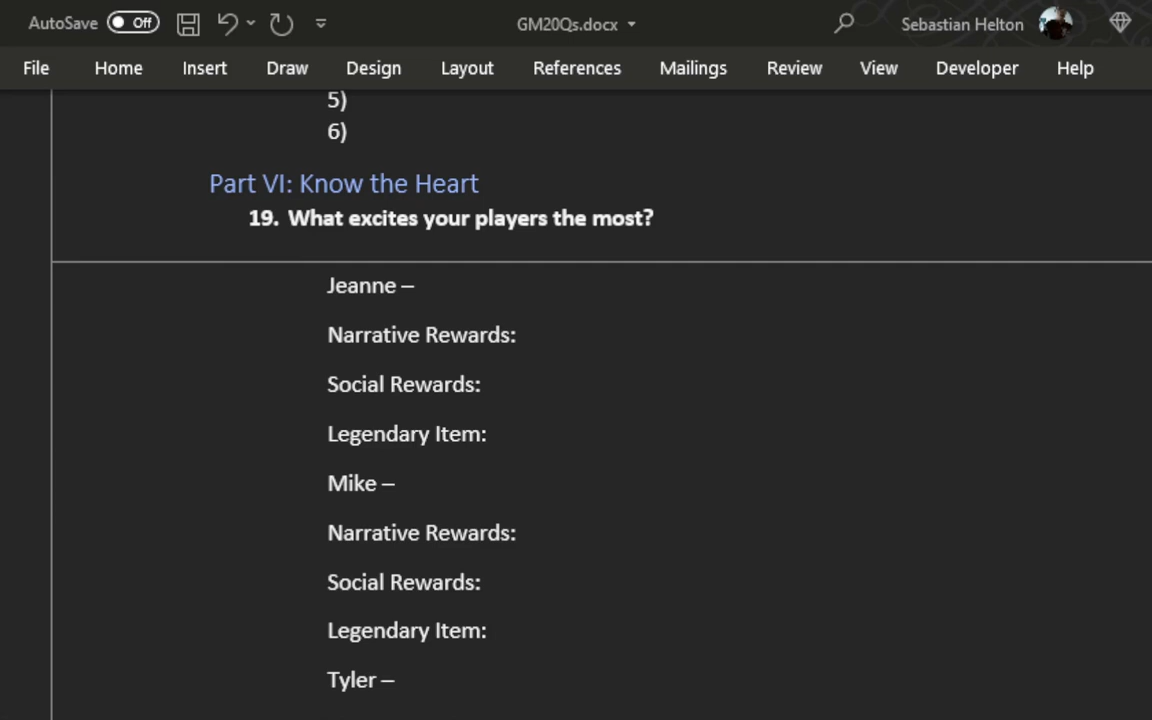 AutoSave Off GM20Qs.docx Sebastian Helton
File Home Insert Draw Design Layout References Mailings Review View Developer Help
5)
6)
Part VI: Know the Heart
19. What excites your players the most?
Jeanne –
Narrative Rewards:
Social Rewards:
Legendary Item:
Mike –
Narrative Rewards:
Social Rewards:
Legendary Item:
Tyler –